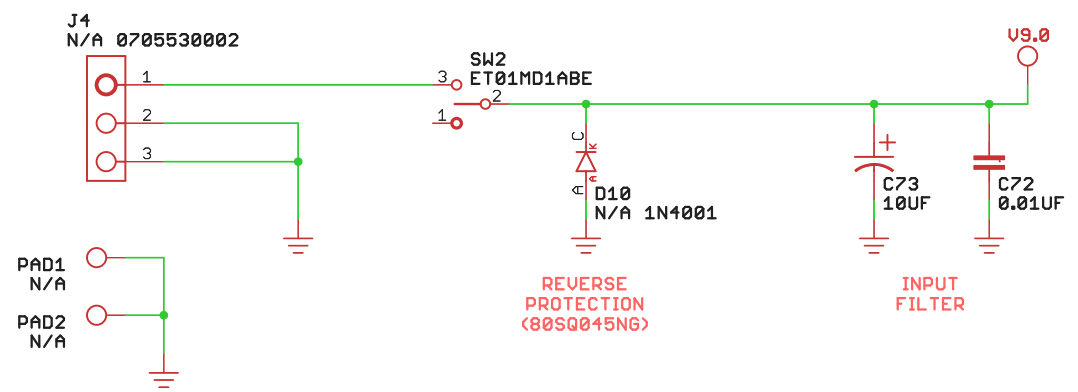 J4
N/A 0705530002
1
2
3
SW2
ET01MD1ABE
3
2
1
V9.0
C
K
A
A
D10
N/A 1N4001
+
C73
10UF
C72
0.01UF
PAD1
N/A
PAD2
N/A
REVERSE
PROTECTION
(80SQ045NG)
INPUT
FILTER